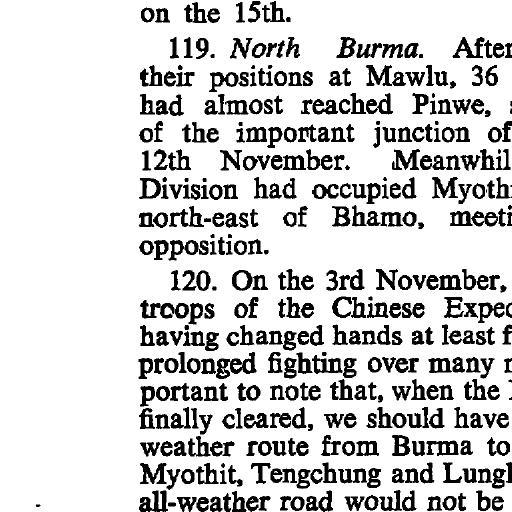 on the 15th.
119. North Burma. After
their positions at Mawlu, 36
had almost reached Pinwe,
of the important junction of
12th November. Meanwhil
Division had occupied Myoth
north-east of Bhamo, meeti
opposition.
120. On the 3rd November,
troops of the Chinese Exped
having changed hands at least f
prolonged fighting over many
portant to note that, when the
finally cleared, we should have
weather route from Burma to
Myothit, Tengchung and Lungl
all-weather road would not be